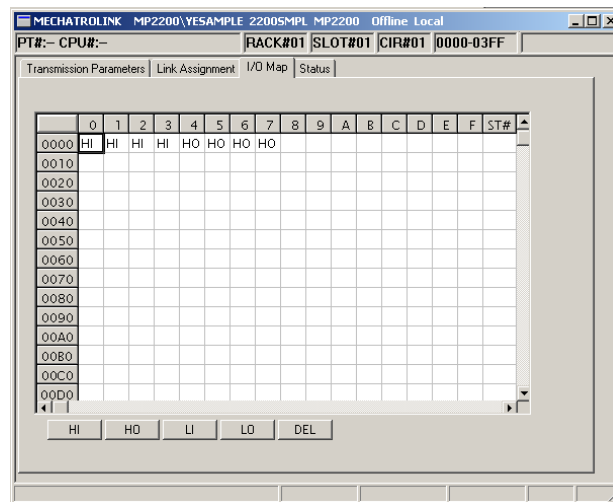 MECHATROLINK MP2200\YESAMPLE 2200SMPL MP2200 Offline Local
PT#:– CPU#:– RACK#01 SLOT#01 CIR#01 0000-03FF
Transmission Parameters Link Assignment I/O Map Status
0 1 2 3 4 5 6 7 8 9 A B C D E F ST#
0000 HI HI HI HI HO HO HO HO
0010
0020
0030
0040
0050
0060
0070
0080
0090
00A0
00B0
00C0
00D0
HI HO LI LO DEL